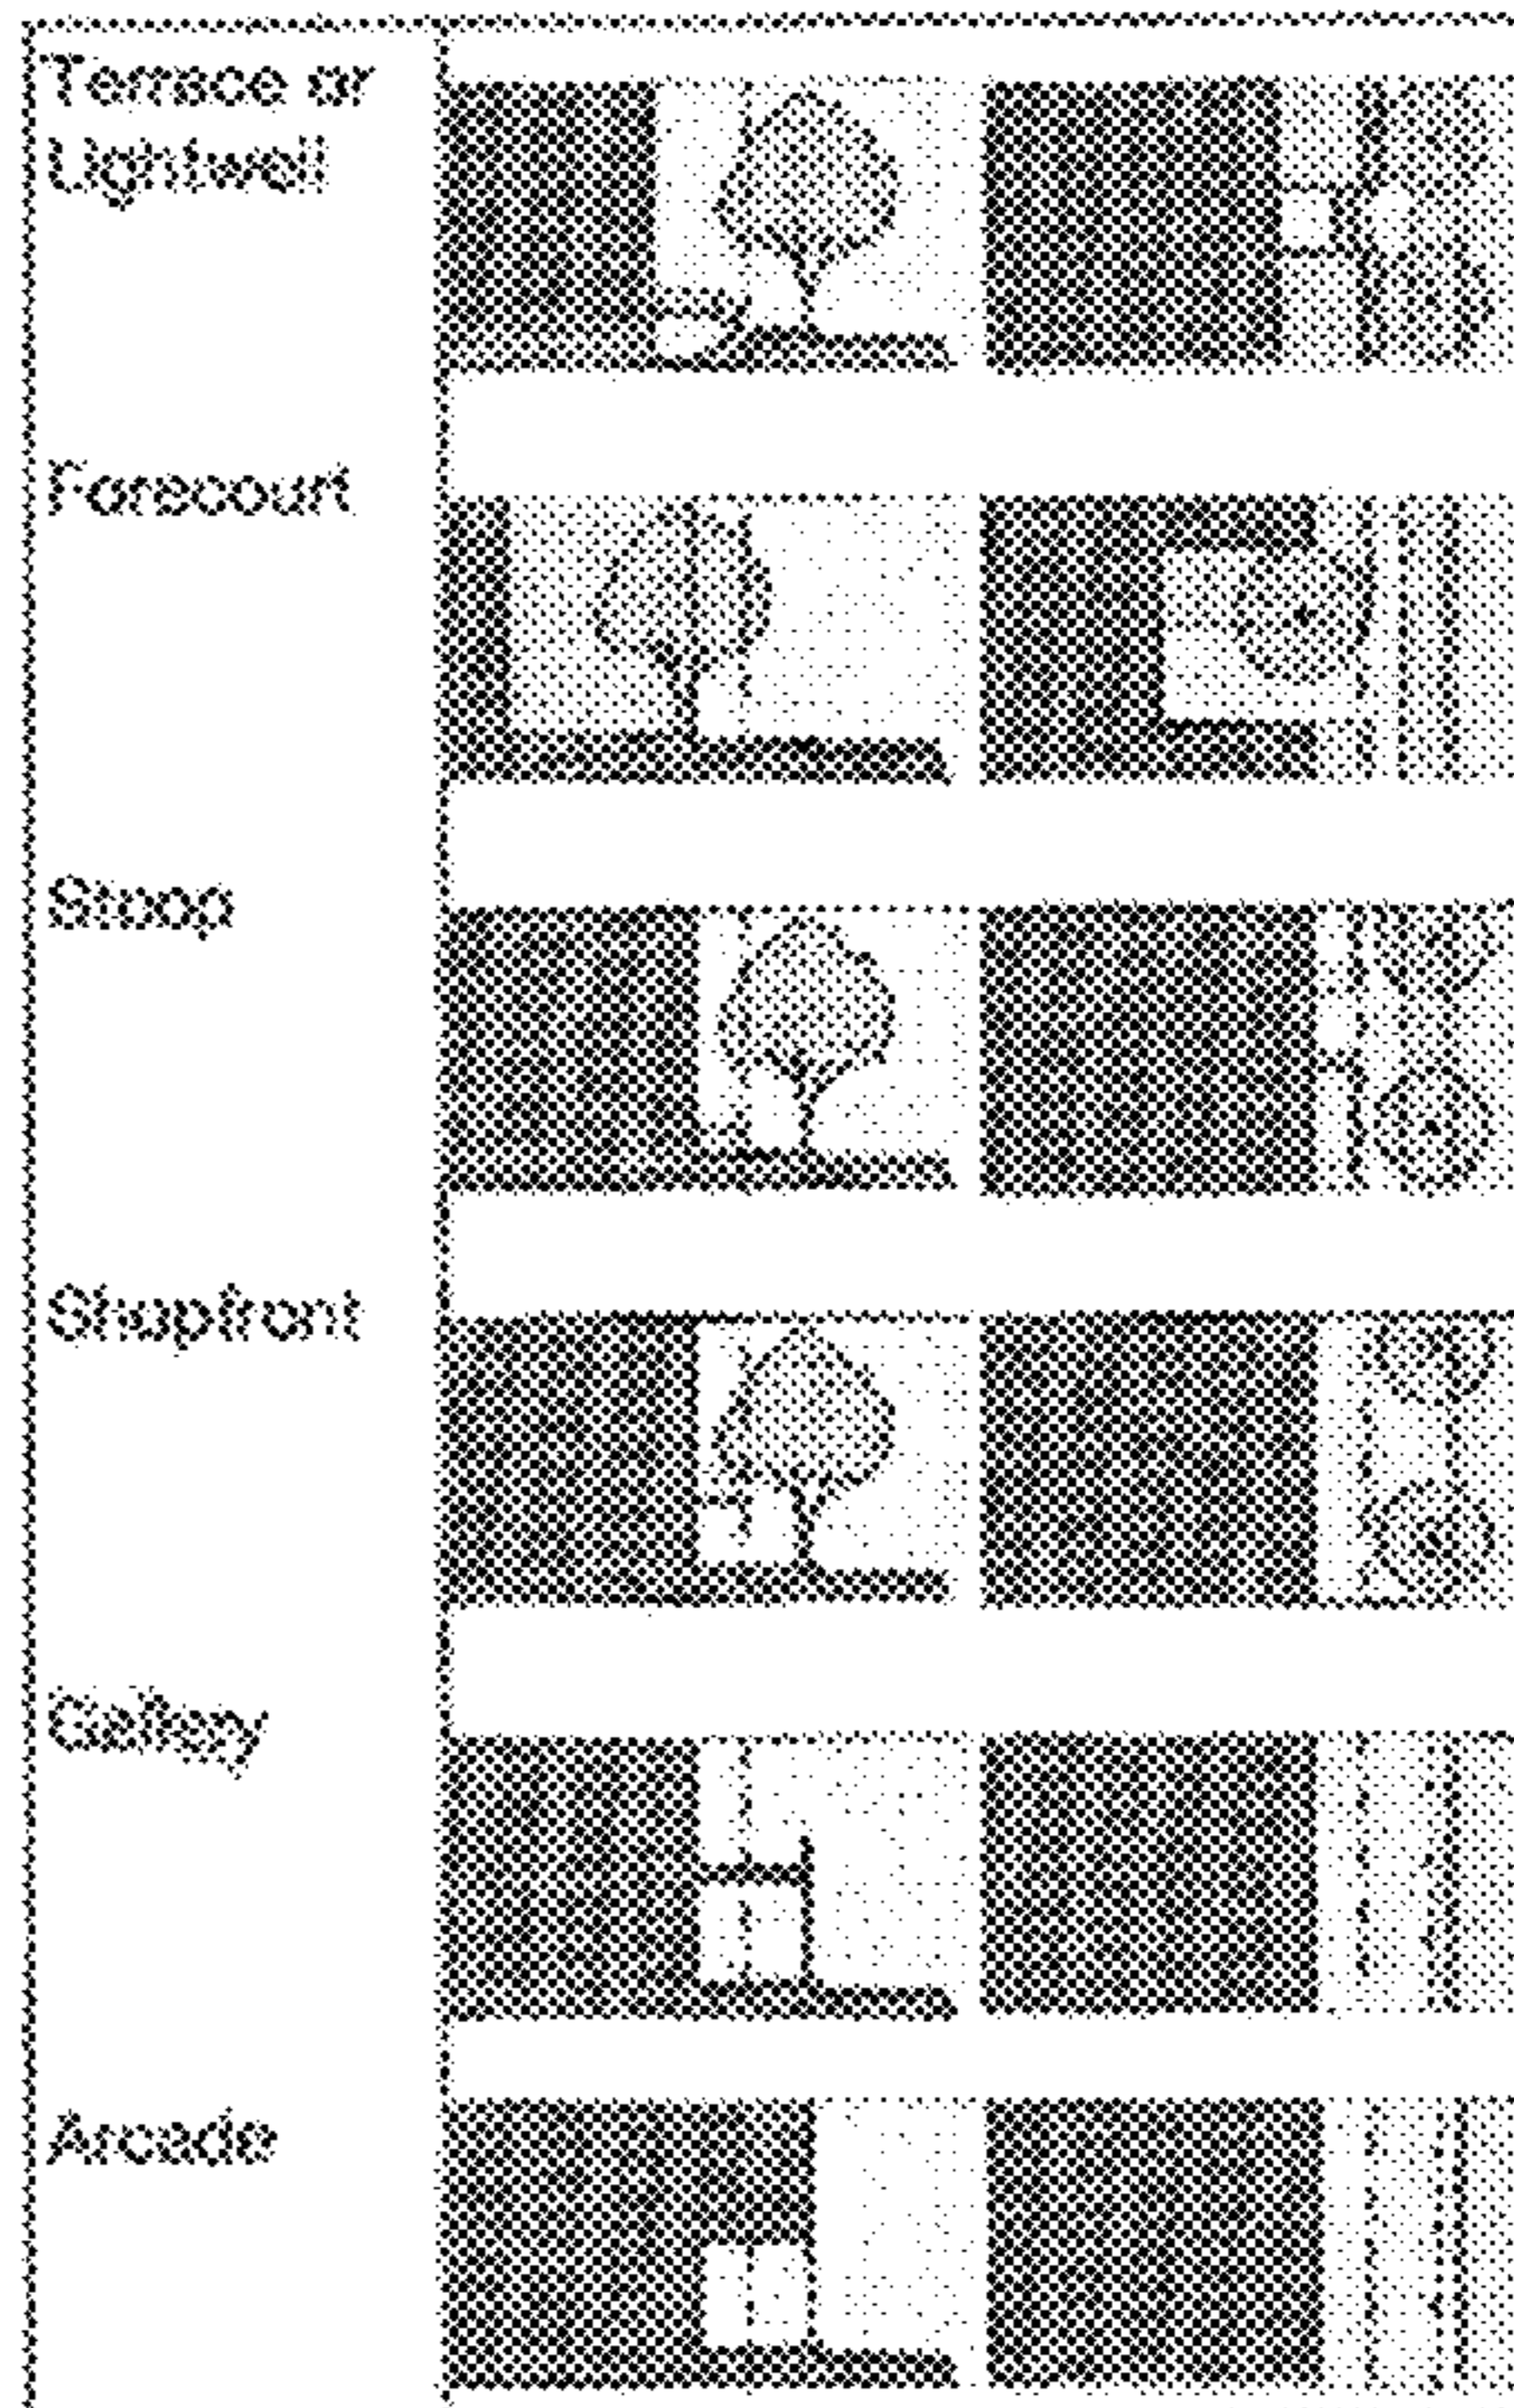 Terrace or
Lightwell
Forecourt
Stoop
Shopfront
Gallery
Arcade